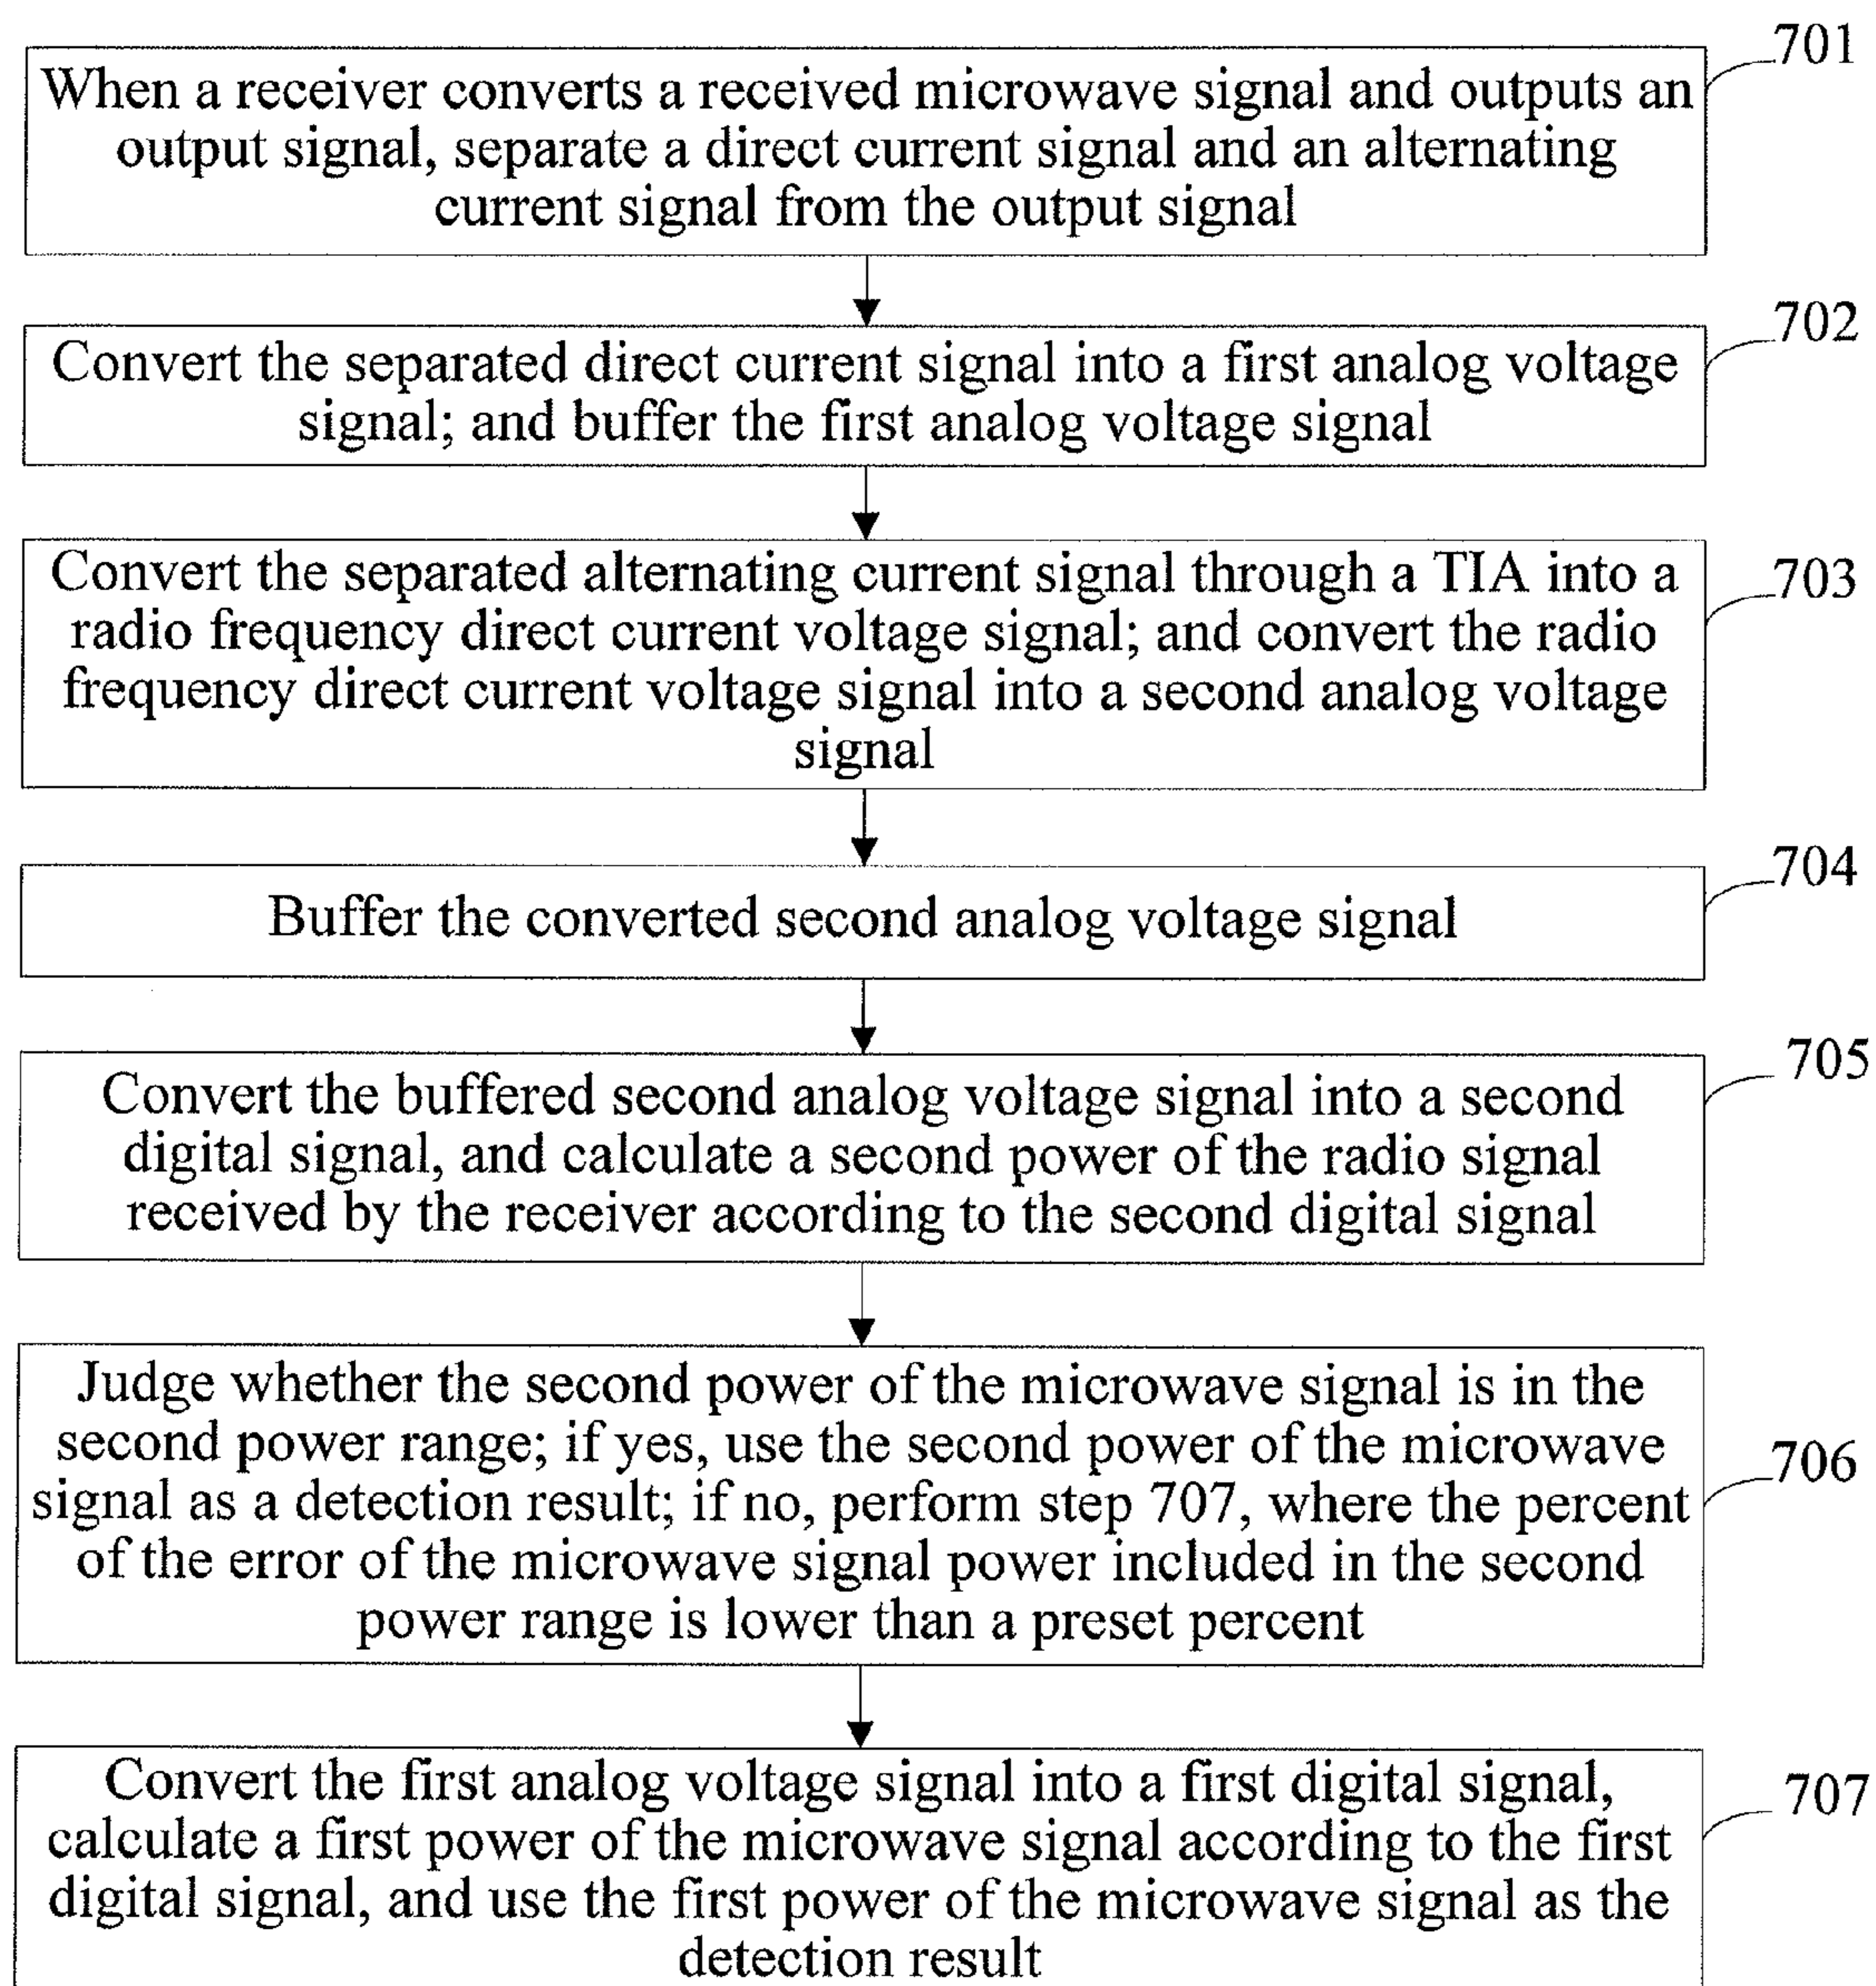 701
When a receiver converts a received microwave signal and outputs an
output signal, separate a direct current signal and an alternating
current signal from the output signal
702
Convert the separated direct current signal into a first analog voltage
signal; and buffer the first analog voltage signal
703
Convert the separated alternating current signal through a TIA into a
radio frequency direct current voltage signal; and convert the radio
frequency direct current voltage signal into a second analog voltage
signal
704
Buffer the converted second analog voltage signal
705
Convert the buffered second analog voltage signal into a second
digital signal, and calculate a second power of the radio signal
received by the receiver according to the second digital signal
706
Judge whether the second power of the microwave signal is in the
second power range; if yes, use the second power of the microwave
signal as a detection result; if no, perform step 707, where the percent
of the error of the microwave signal power included in the second
power range is lower than a preset percent
707
Convert the first analog voltage signal into a first digital signal,
calculate a first power of the microwave signal according to the first
digital signal, and use the first power of the microwave signal as the
detection result